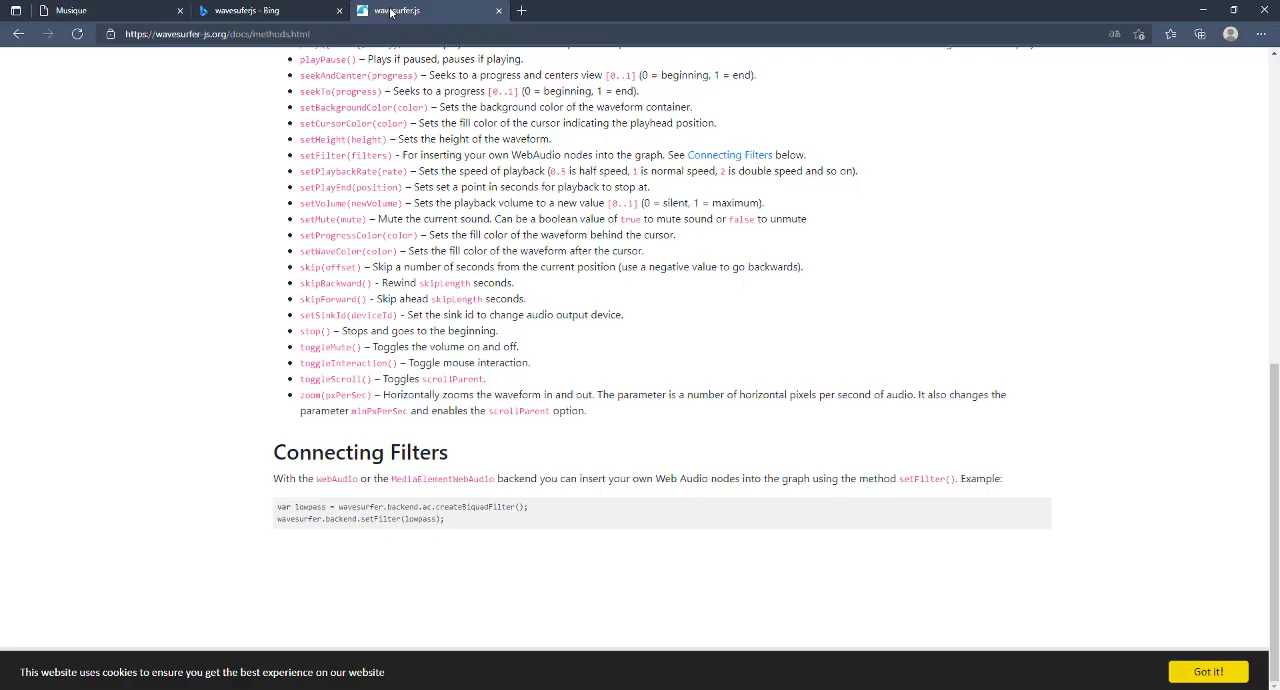 Musique
wavesuferjs - Bing
wavesurfer.js
https://wavesurfer-js.org/docs/methods.html
playPause() – Plays if paused, pauses if playing.
seekAndCenter(progress) – Seeks to a progress and centers view [0..1] (0 = beginning, 1 = end).
seekTo(progress) – Seeks to a progress [0..1] (0 = beginning, 1 = end).
setBackgroundColor(color) – Sets the background color of the waveform container.
setCursorColor(color) – Sets the fill color of the cursor indicating the playhead position.
setHeight(height) – Sets the height of the waveform.
setFilter(filters) - For inserting your own WebAudio nodes into the graph. See Connecting Filters below.
setPlaybackRate(rate) – Sets the speed of playback (0.5 is half speed, 1 is normal speed, 2 is double speed and so on).
setPlayEnd(position) – Sets set a point in seconds for playback to stop at.
setVolume(newVolume) – Sets the playback volume to a new value [0..1] (0 = silent, 1 = maximum).
setMute(mute) – Mute the current sound. Can be a boolean value of true to mute sound or false to unmute
setProgressColor(color) – Sets the fill color of the waveform behind the cursor.
setWaveColor(color) – Sets the fill color of the waveform after the cursor.
skip(offset) – Skip a number of seconds from the current position (use a negative value to go backwards).
skipBackward() - Rewind skipLength seconds.
skipForward() - Skip ahead skipLength seconds.
setSinkId(deviceId) - Set the sink id to change audio output device.
stop() – Stops and goes to the beginning.
toggleMute() – Toggles the volume on and off.
toggleInteraction() – Toggle mouse interaction.
toggleScroll() – Toggles scrollParent.
zoom(pxPerSec) – Horizontally zooms the waveform in and out. The parameter is a number of horizontal pixels per second of audio. It also changes the
parameter minPxPerSec and enables the scrollParent option.
Connecting Filters
With the webAudio or the MediaElementWebAudio backend you can insert your own Web Audio nodes into the graph using the method setFilter(). Example:
var lowpass = wavesurfer.backend.ac.createBiquadFilter();
wavesurfer.backend.setFilter(lowpass);
This website uses cookies to ensure you get the best experience on our website
Got it!